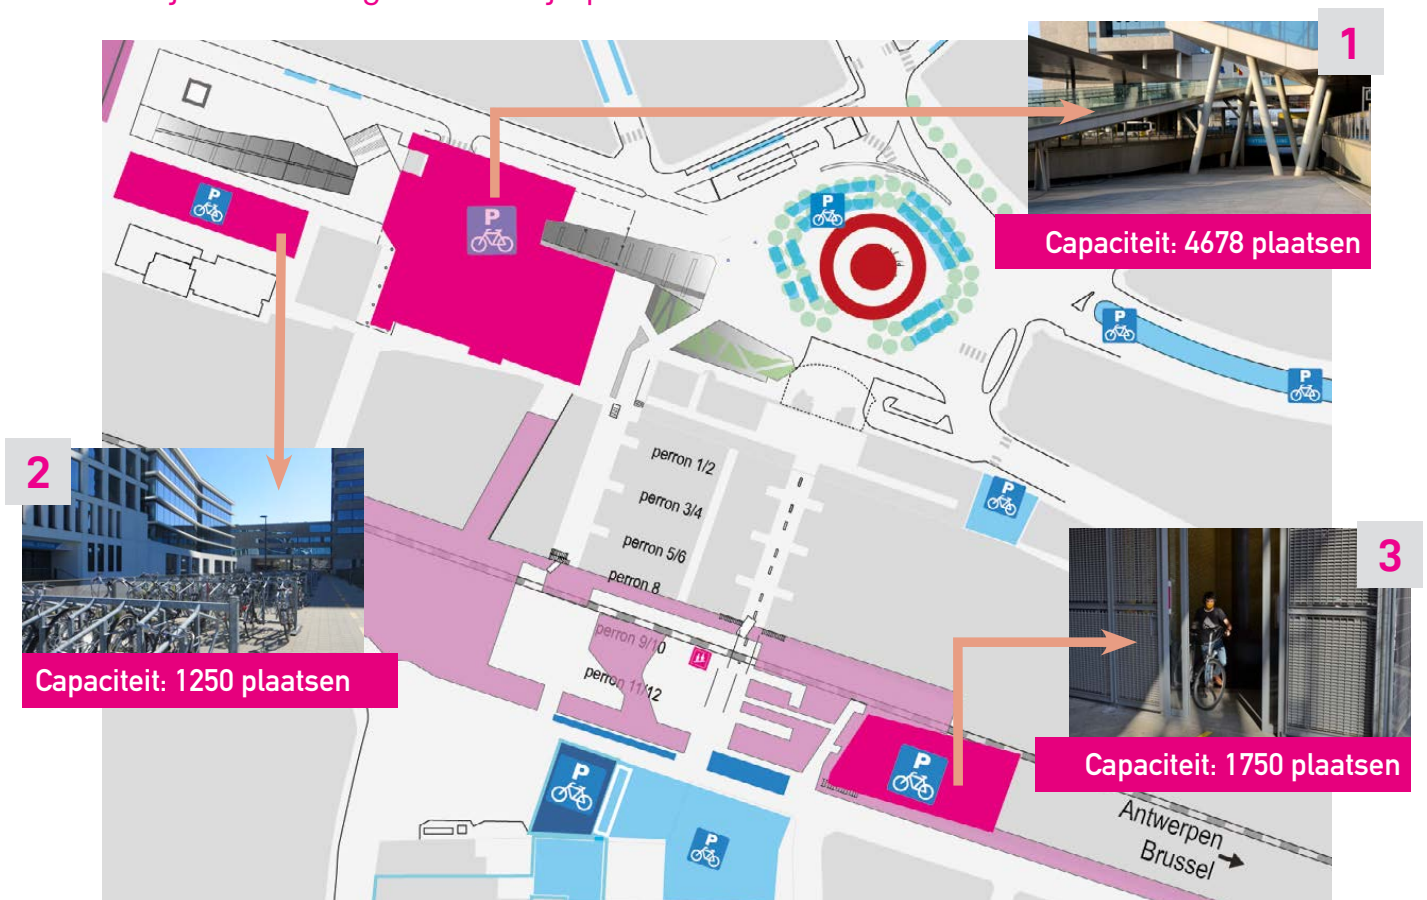 1
Capaciteit: 4678 plaatsen
P
P
P
P
P
2
perron 1/2
perron 3/4
perron 5/6
perron 8
perron 9/10
perron 11/12
P
3
Capaciteit: 1250 plaatsen
Capaciteit: 1750 plaatsen
P
P
P
Antwerpen
Brussel